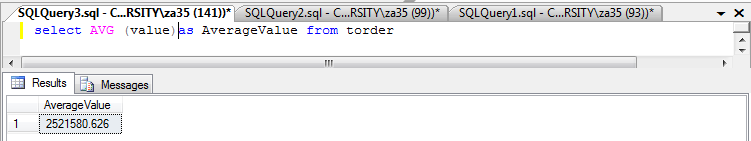 SQLQuery3.sql - C...RSITY\za35 (141))* SQLQuery2.sql - C...RSITY\za35 (99))* SQLQuery1.sql - C...RSITY\za35 (93))*
select AVG (value)as AverageValue from torder
Results Messages
AverageValue
1 2521580.626